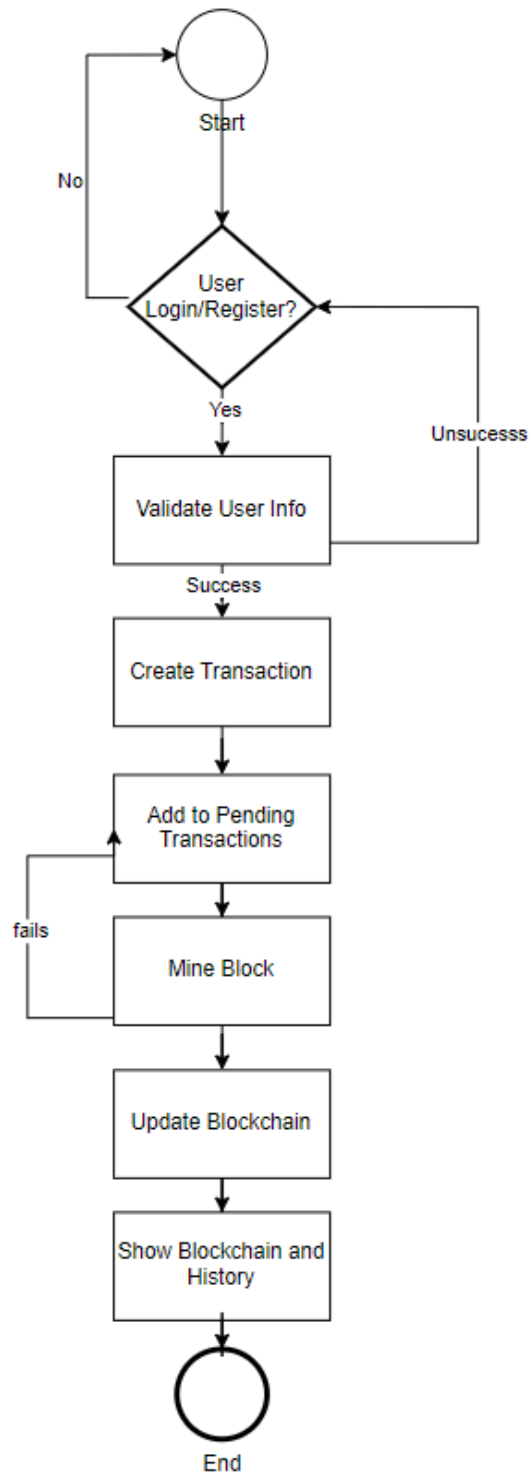 Start
No
User
Login/Register?
Yes
Unsucesss
Validate User Info
Success
Create Transaction
Add to Pending
Transactions
fails
Mine Block
Update Blockchain
Show Blockchain and
History
End